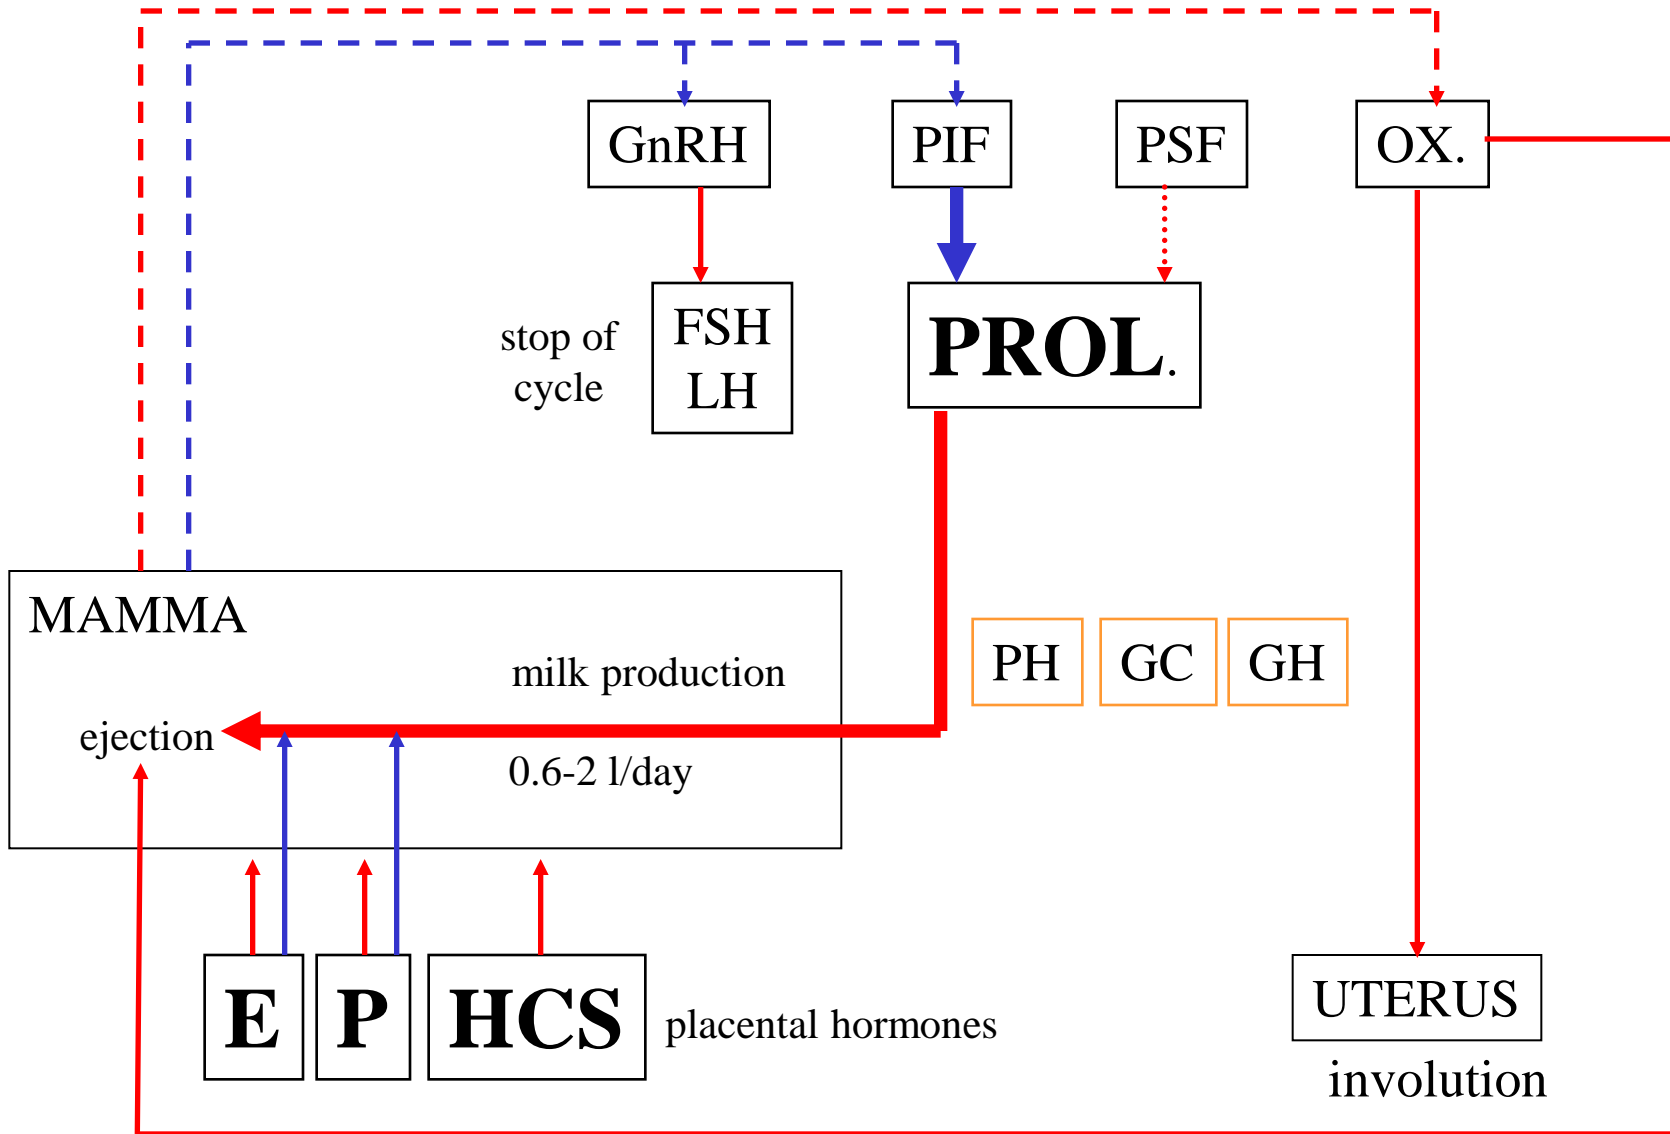 GnRH
PIF
PSF
OX.
stop of
cycle
FSH
LH
PROL.
MAMMA
milk production
ejection
0.6-2 l/day
PH
GC
GH
E
P
HCS
placental hormones
UTERUS
involution